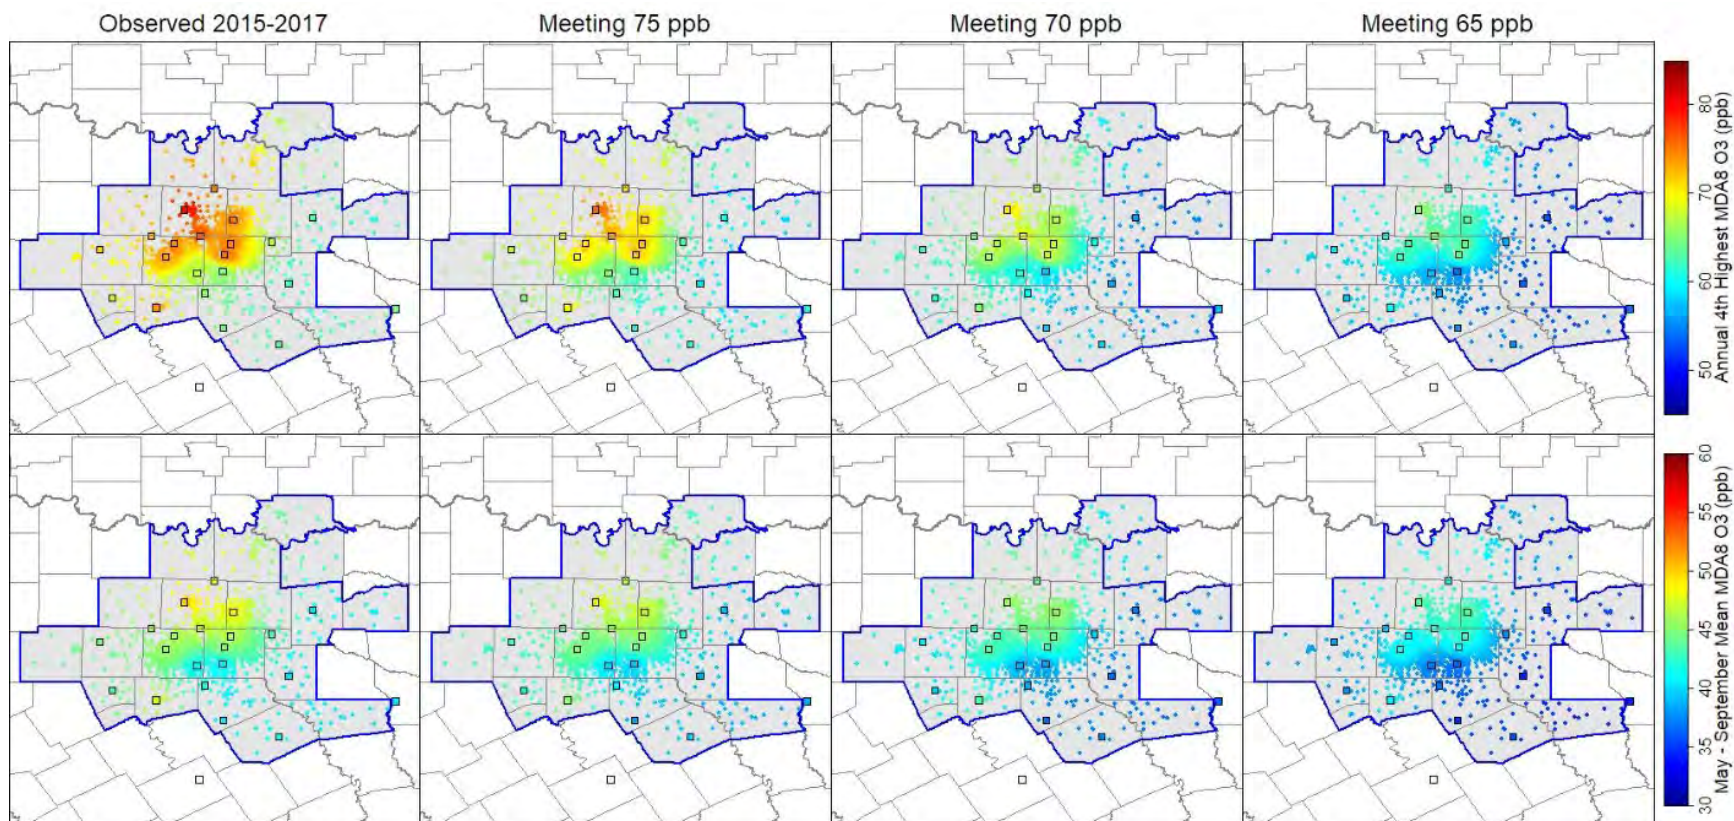 Observed 2015-2017
Meeting 75 ppb
Meeting 70 ppb
Meeting 65 ppb
50 60 70 80
Annual 4th Highest MDA8 O3 (ppb)
30 35 40 45 50 55 60
May - September Mean MDA8 O3 (ppb)